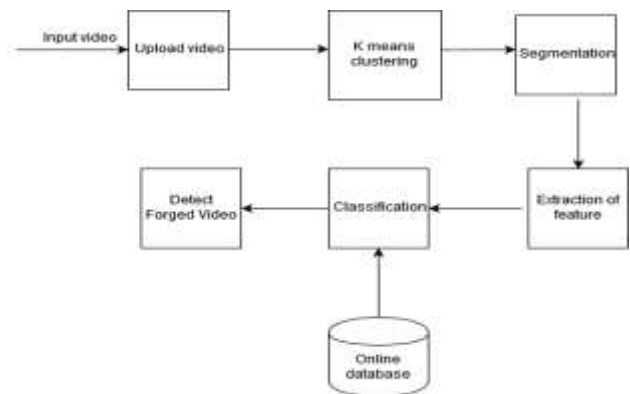 Input video
Upload video
K means
clustering
Segmentation
Extraction of
feature
Classification
Detect
Forged Video
Online
database